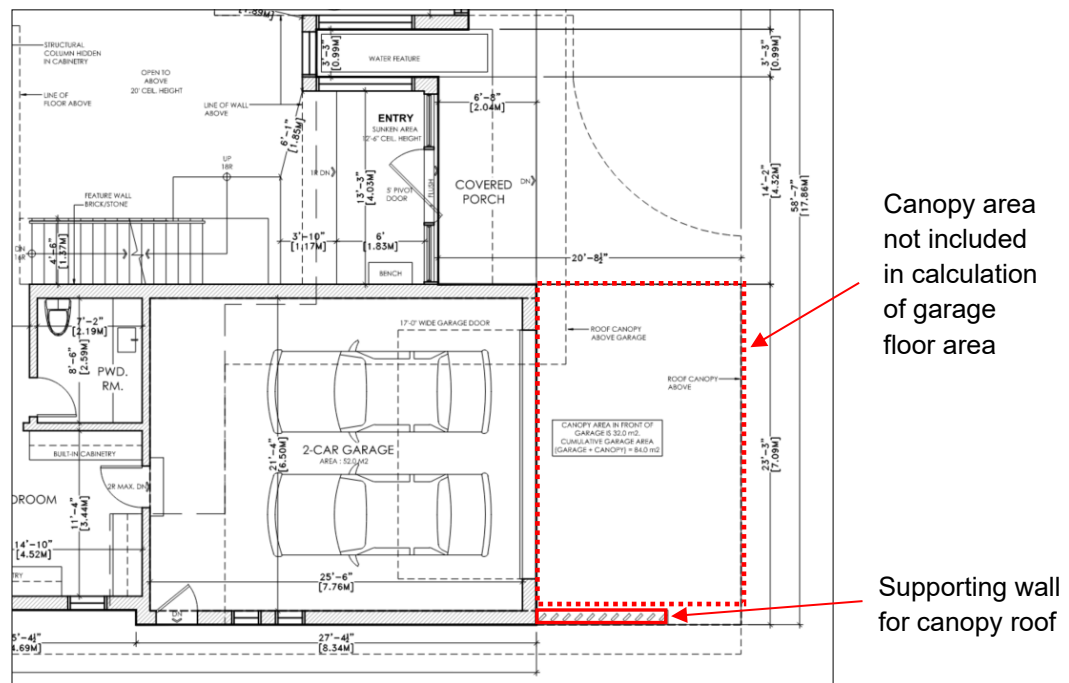 WATER FEATURE
3'-3"
[0.99M]
3'-3"
[0.99M]
STRUCTURAL
COLUMN HIDDEN
IN CABINETRY
OPEN TO
ABOVE
20' CEIL. HEIGHT
LINE OF
FLOOR ABOVE
LINE OF WALL
ABOVE
6'-1"
[1.85M]
ENTRY
SUNKEN AREA
12'-6" CEIL. HEIGHT
6'-8"
[2.04M]
UP
18R
1R DN
13'-3"
[4.03M]
5' PIVOT
DOOR
FLUSH
COVERED
PORCH
DN
14'-2"
[4.32M]
58'-7"
[17.86M]
FEATURE WALL
BRICK/STONE
DN
4'-6"
[1.37M]
3'-10"
[1.17M]
6'
[1.83M]
BENCH
20'-8½"
7'-2"
[2.19M]
8'-6"
[2.59M]
PWD.
RM.
17'-0" WIDE GARAGE DOOR
ROOF CANOPY
ABOVE GARAGE
ROOF CANOPY
ABOVE
CANOPY AREA IN FRONT OF
GARAGE IS 32.0 m2.
CUMULATIVE GARAGE AREA
(GARAGE + CANOPY) = 84.0 m2
BUILT-IN CABINETRY
2-CAR GARAGE
AREA : 52.0 M2
21'-4"
[6.50M]
23'-3"
[7.09M]
2R MAX. DN
DROOM
11'-4"
[3.44M]
14'-10"
[4.52M]
TRY
25'-6"
[7.76M]
DN
5'-4½"
4.69M]
27'-4½"
[8.34M]
Canopy area
not included
in calculation
of garage
floor area
Supporting wall
for canopy roof